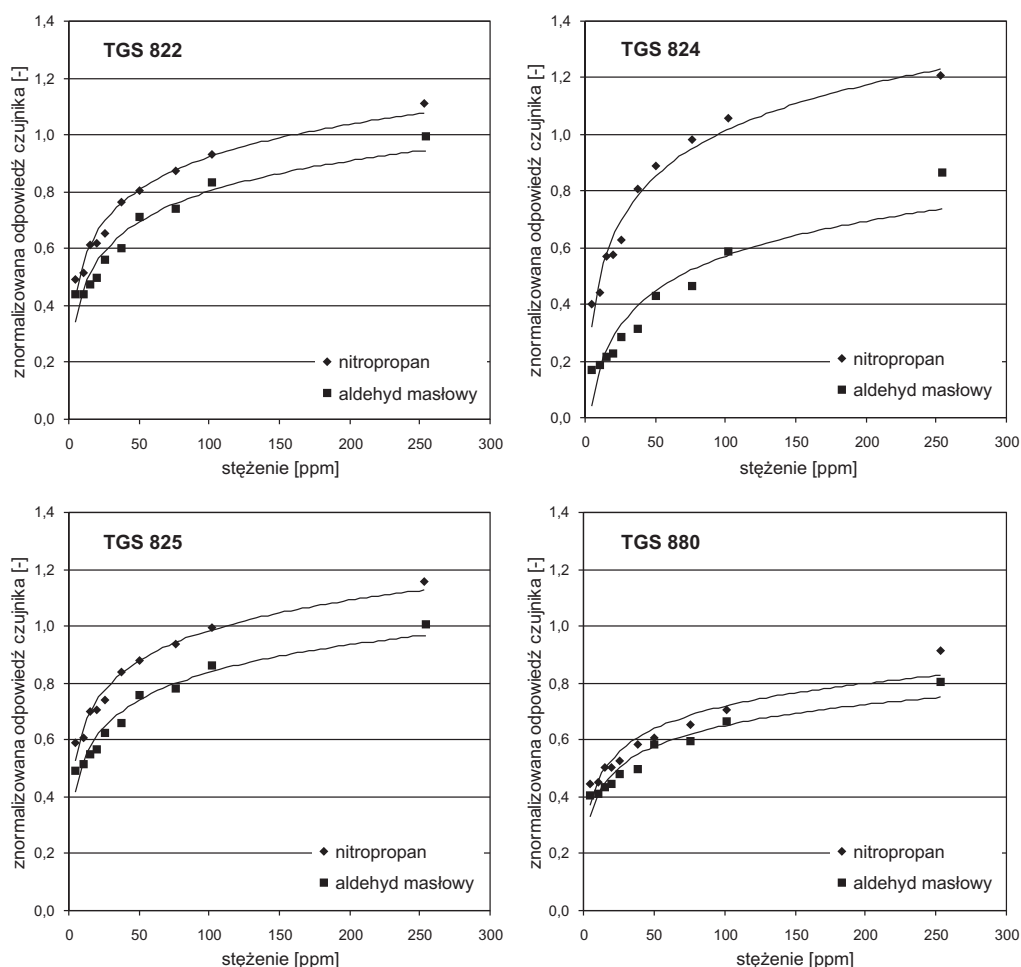 TGS 822
znormalizowana odpowiedź czujnika [-]
1,4
1,2
1,0
0,8
0,6
0,4
0,2
0,0
nitropropan
aldehyd masłowy
0 50 100 150 200 250 300
stężenie [ppm]
TGS 824
znormalizowana odpowiedź czujnika [-]
1,4
1,2
1,0
0,8
0,6
0,4
0,2
0,0
nitropropan
aldehyd masłowy
0 50 100 150 200 250 300
stężenie [ppm]
TGS 825
znormalizowana odpowiedź czujnika [-]
1,4
1,2
1,0
0,8
0,6
0,4
0,2
0,0
nitropropan
aldehyd masłowy
0 50 100 150 200 250 300
stężenie [ppm]
TGS 880
znormalizowana odpowiedź czujnika [-]
1,4
1,2
1,0
0,8
0,6
0,4
0,2
0,0
nitropropan
aldehyd masłowy
0 50 100 150 200 250 300
stężenie [ppm]